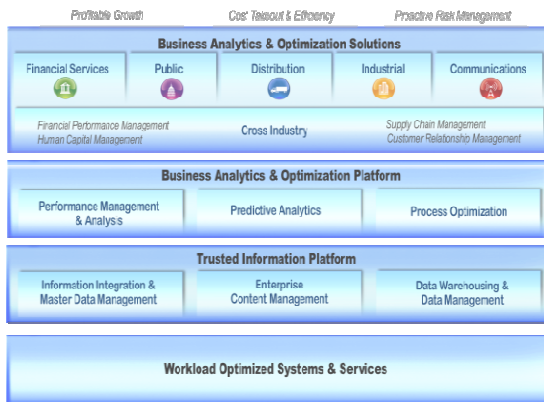 Profitable Growth
Cost Takeout & Efficiency
Proactive Risk Management
Business Analytics & Optimization Solutions
Financial Services
Public
Distribution
Industrial
Communications
Financial Performance Management
Human Capital Management
Cross Industry
Supply Chain Management
Customer Relationship Management
Business Analytics & Optimization Platform
Performance Management
& Analysis
Predictive Analytics
Process Optimization
Trusted Information Platform
Information Integration &
Master Data Management
Enterprise
Content Management
Data Warehousing &
Data Management
Workload Optimized Systems & Services